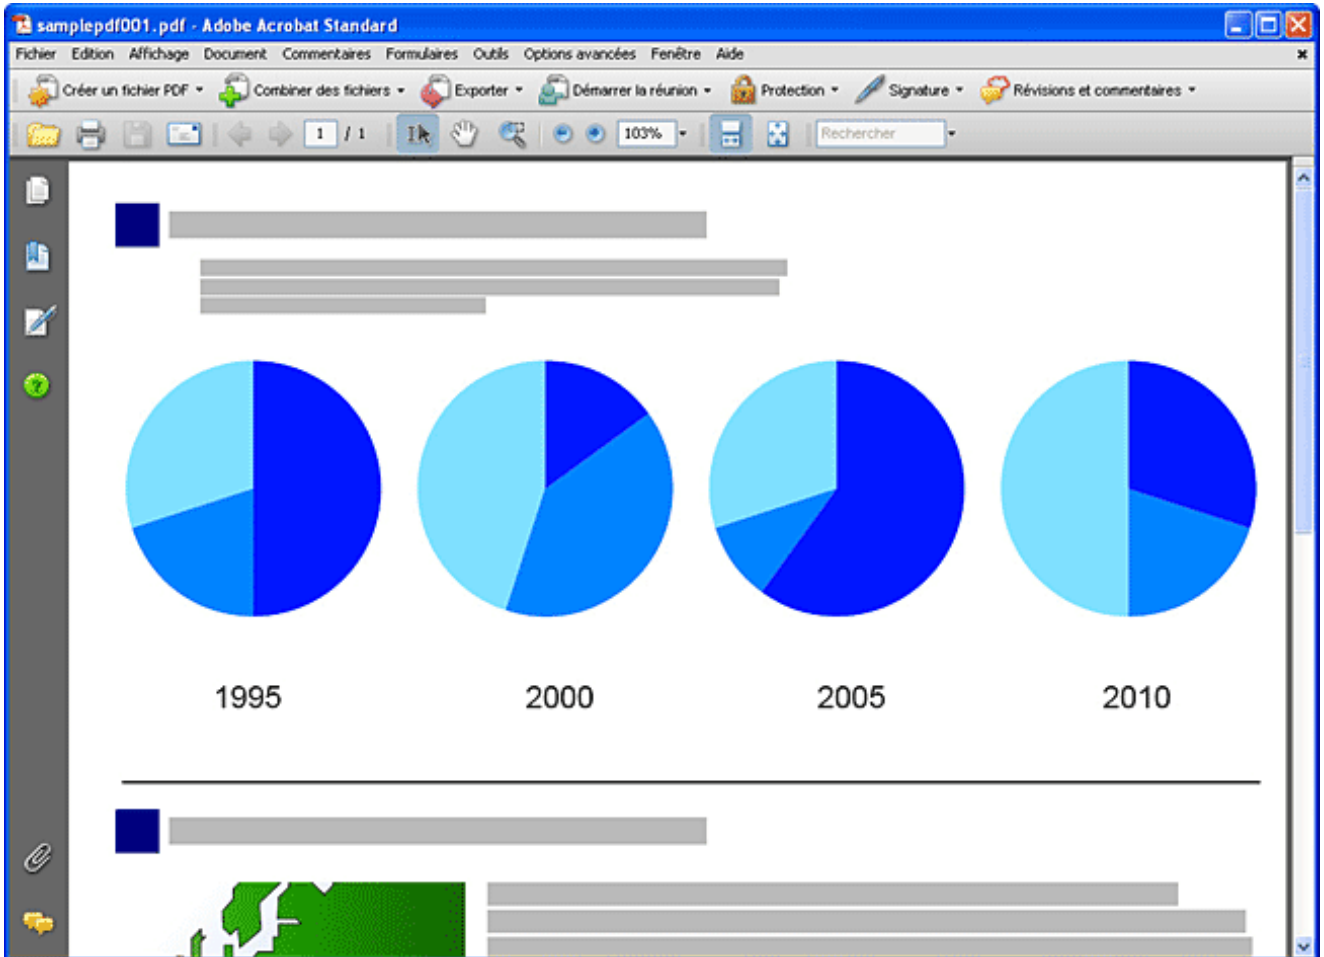 samplepdf001.pdf - Adobe Acrobat Standard
Fichier Edition Affichage Document Commentaires Formulaires Outils Options avancées Fenêtre Aide
Créer un fichier PDF Combiner des fichiers Exporter Démarrer la réunion Protection Signature Révisions et commentaires
1 / 1 103% Rechercher
1995 2000 2005 2010